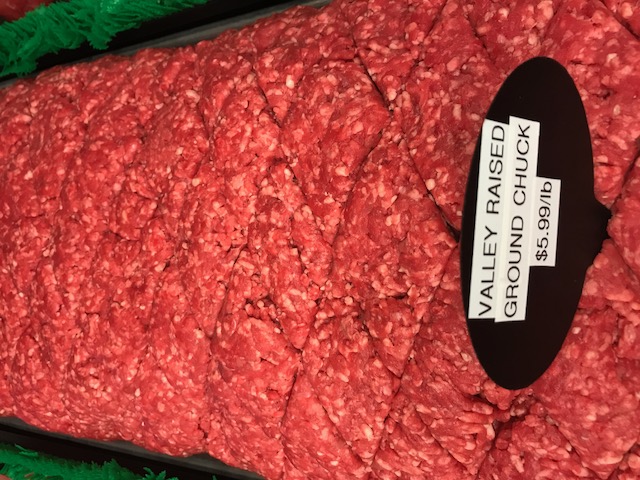 VALLEY RAISED
GROUND CHUCK
$5.99/lb